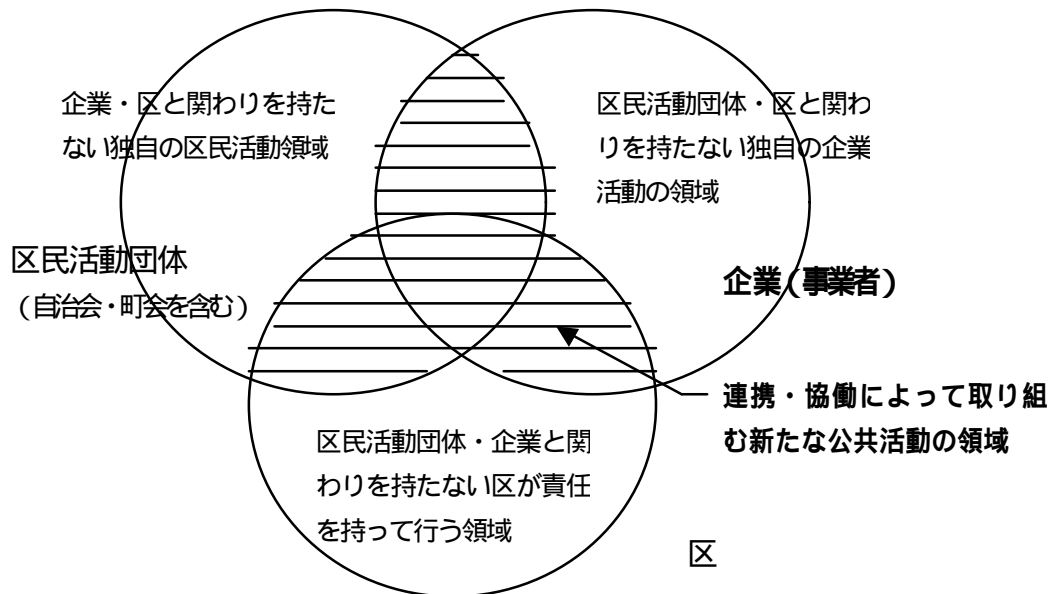 企業・区と関わりを持た
ない独自の区民活動領域
区民活動団体・区と関わ
りを持たない独自の企業
活動の領域
区民活動団体
（自治会・町会を含む）
企業（事業者）
連携・協働によって取り組
む新たな公共活動の領域
区民活動団体・企業と関
わりを持たない区が責任
を持って行う領域
区